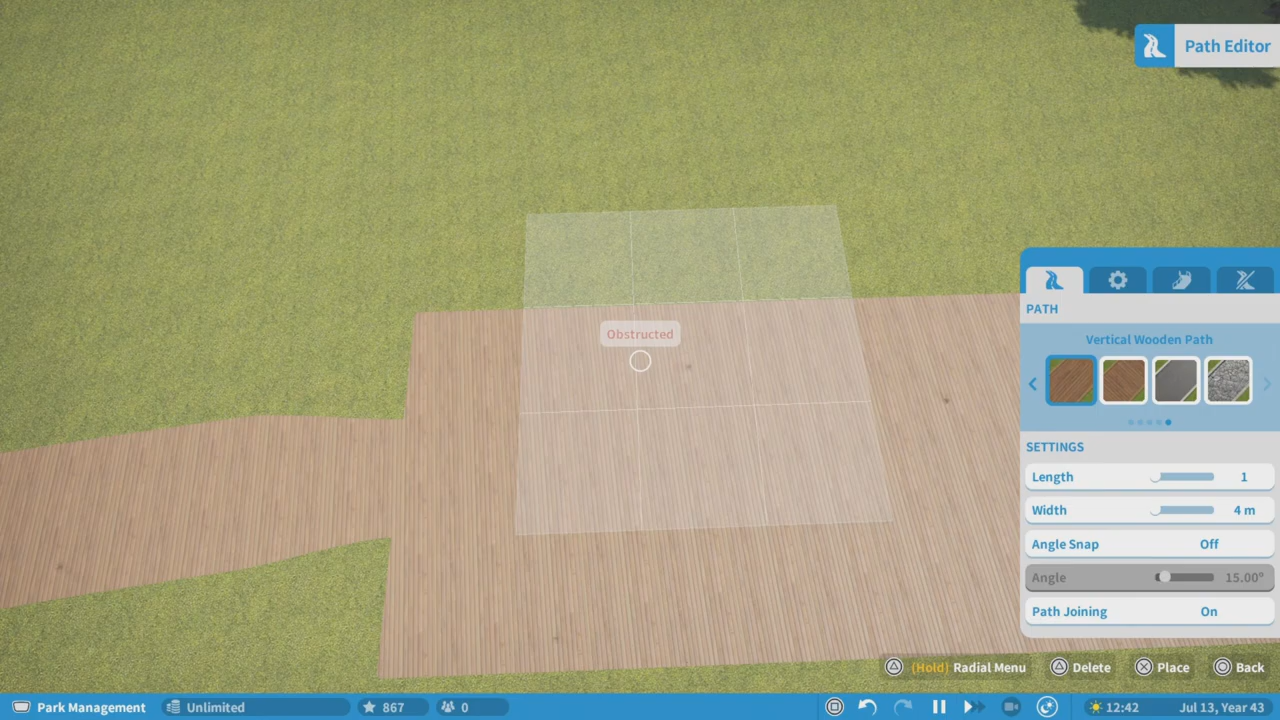 Path Editor
Obstructed
PATH
Vertical Wooden Path
SETTINGS
Length 1
Width 4 m
Angle Snap Off
Angle 15.00°
Path Joining On
(Hold) Radial Menu Delete Place Back
Park Management Unlimited 867 0 12:42 Jul 13, Year 43